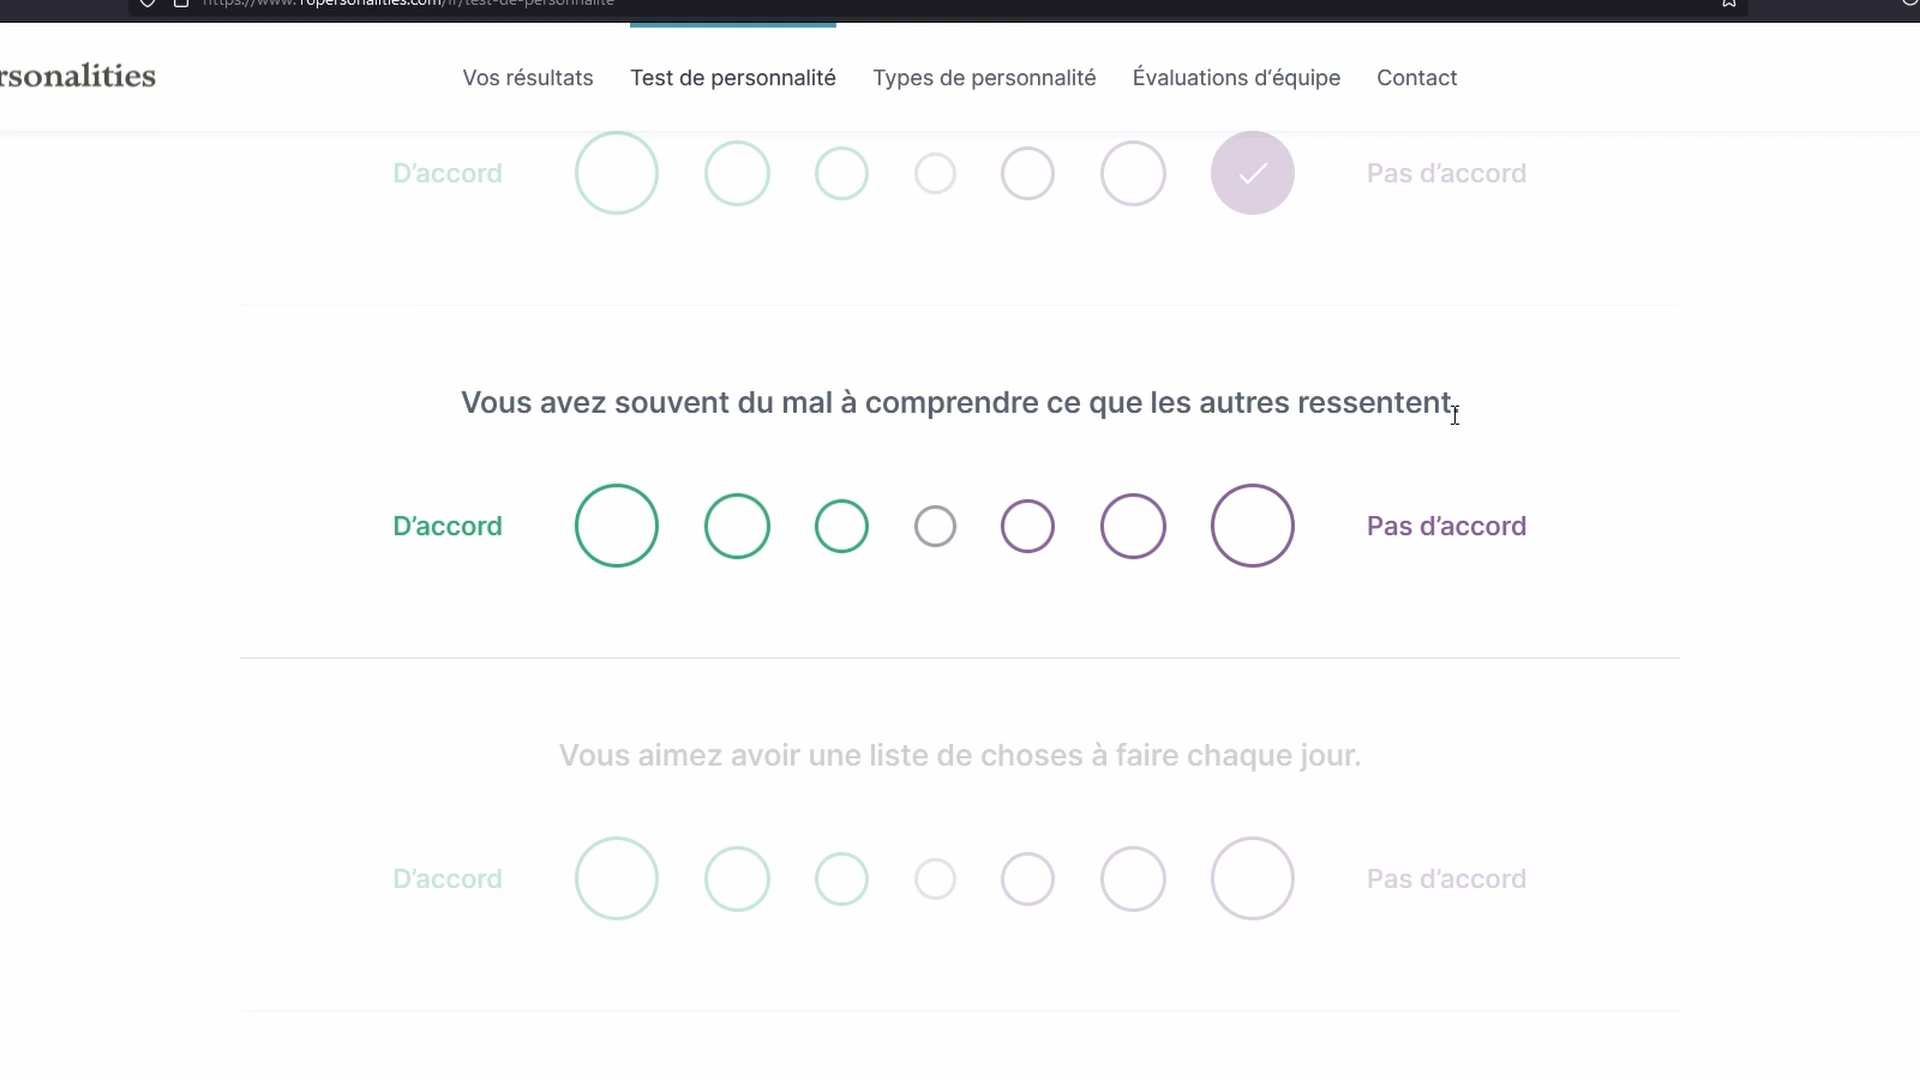 rsonalities
Vos résultats
Test de personnalité
Types de personnalité
Évaluations d‘équipe
Contact
D’accord
Pas d’accord
Vous avez souvent du mal à comprendre ce que les autres ressentent.
D’accord
Pas d’accord
Vous aimez avoir une liste de choses à faire chaque jour.
D’accord
Pas d’accord